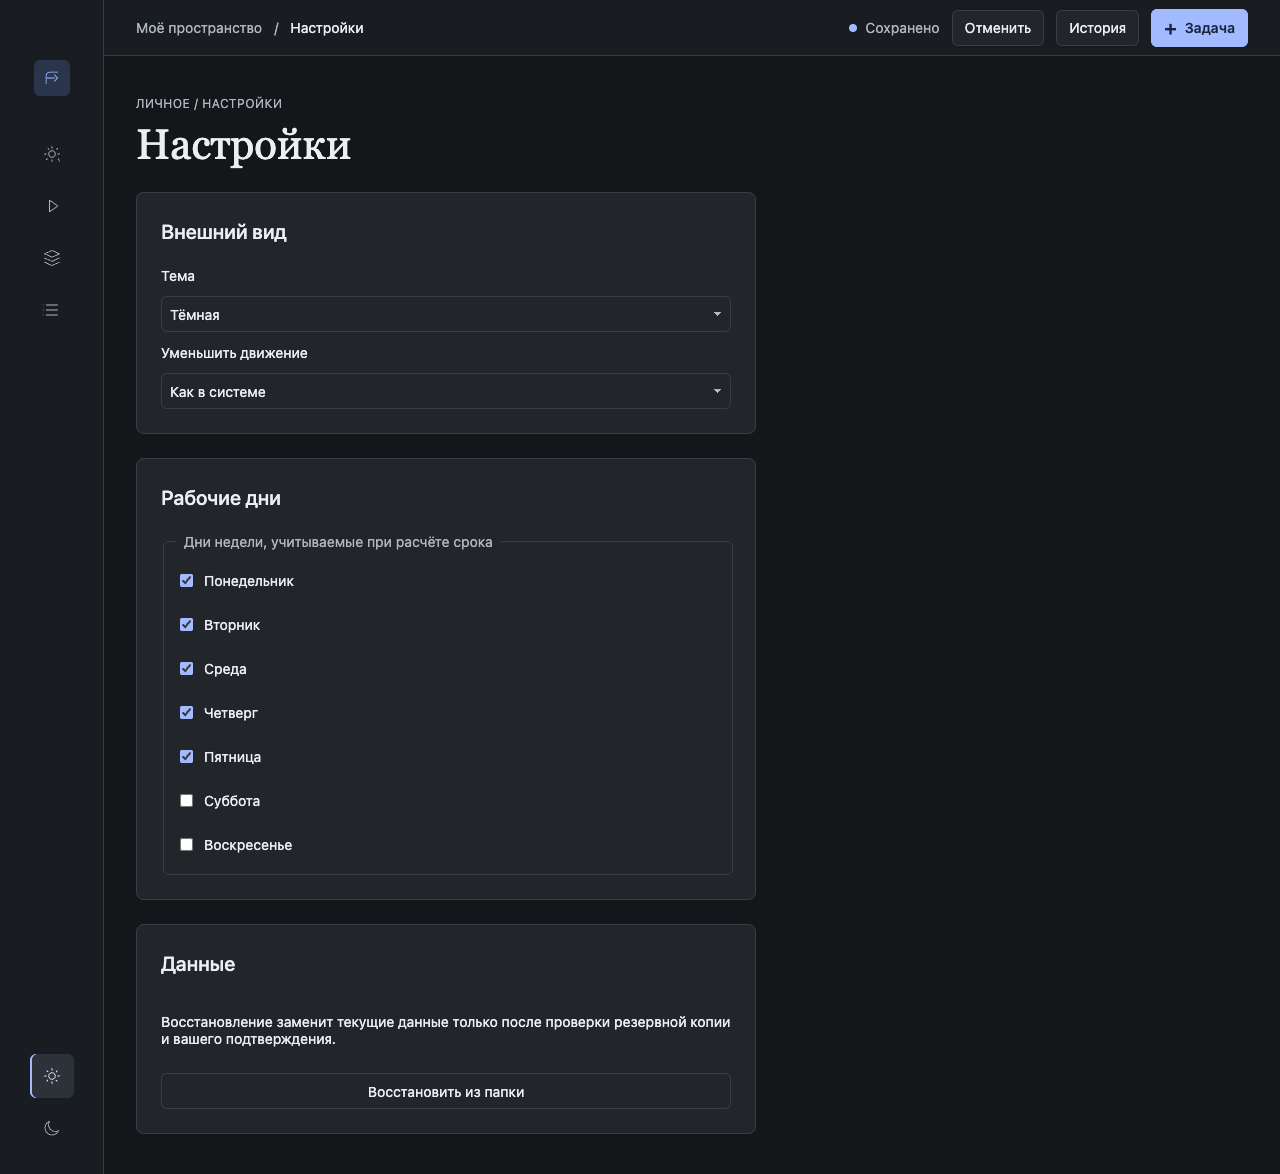 Моё пространство / Настройки
Сохранено
Отменить
История
+ Задача
ЛИЧНОЕ / НАСТРОЙКИ
Настройки
Внешний вид
Тема
Тёмная
Уменьшить движение
Как в системе
Рабочие дни
Дни недели, учитываемые при расчёте срока
Понедельник
Вторник
Среда
Четверг
Пятница
Суббота
Воскресенье
Данные
Восстановление заменит текущие данные только после проверки резервной копии
и вашего подтверждения.
Восстановить из папки